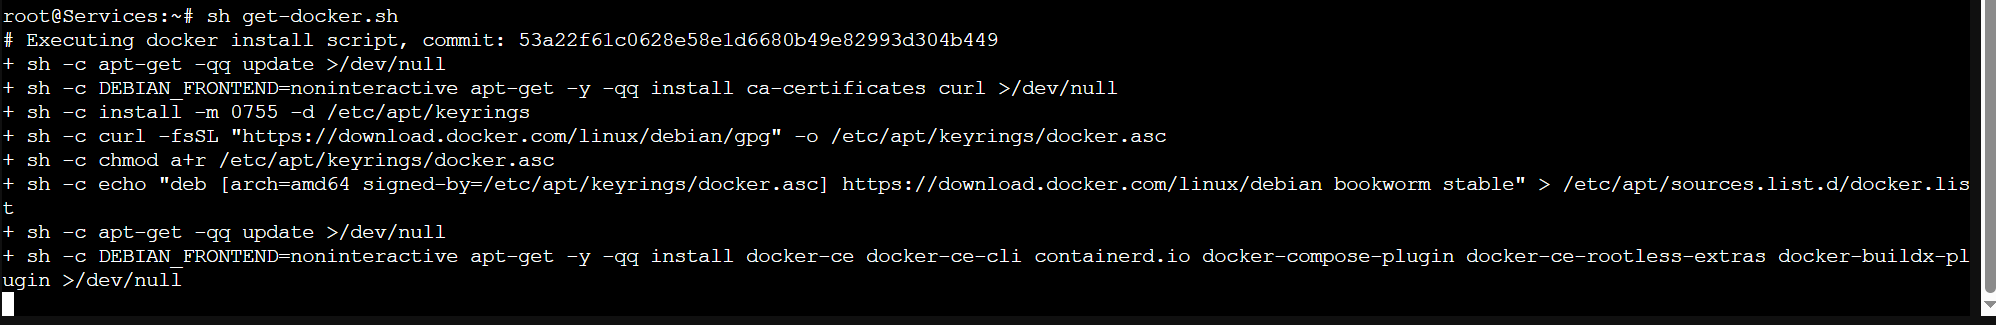 root@Services:~# sh get-docker.sh
# Executing docker install script, commit: 53a22f61c0628e58e1d6680b49e82993d304b449
+ sh -c apt-get -qq update >/dev/null
+ sh -c DEBIAN_FRONTEND=noninteractive apt-get -y -qq install ca-certificates curl >/dev/null
+ sh -c install -m 0755 -d /etc/apt/keyrings
+ sh -c curl -fsSL "https://download.docker.com/linux/debian/gpg" -o /etc/apt/keyrings/docker.asc
+ sh -c chmod a+r /etc/apt/keyrings/docker.asc
+ sh -c echo "deb [arch=amd64 signed-by=/etc/apt/keyrings/docker.asc] https://download.docker.com/linux/debian bookworm stable" > /etc/apt/sources.list.d/docker.lis
t
+ sh -c apt-get -qq update >/dev/null
+ sh -c DEBIAN_FRONTEND=noninteractive apt-get -y -qq install docker-ce docker-ce-cli containerd.io docker-compose-plugin docker-ce-rootless-extras docker-buildx-pl
ugin >/dev/null